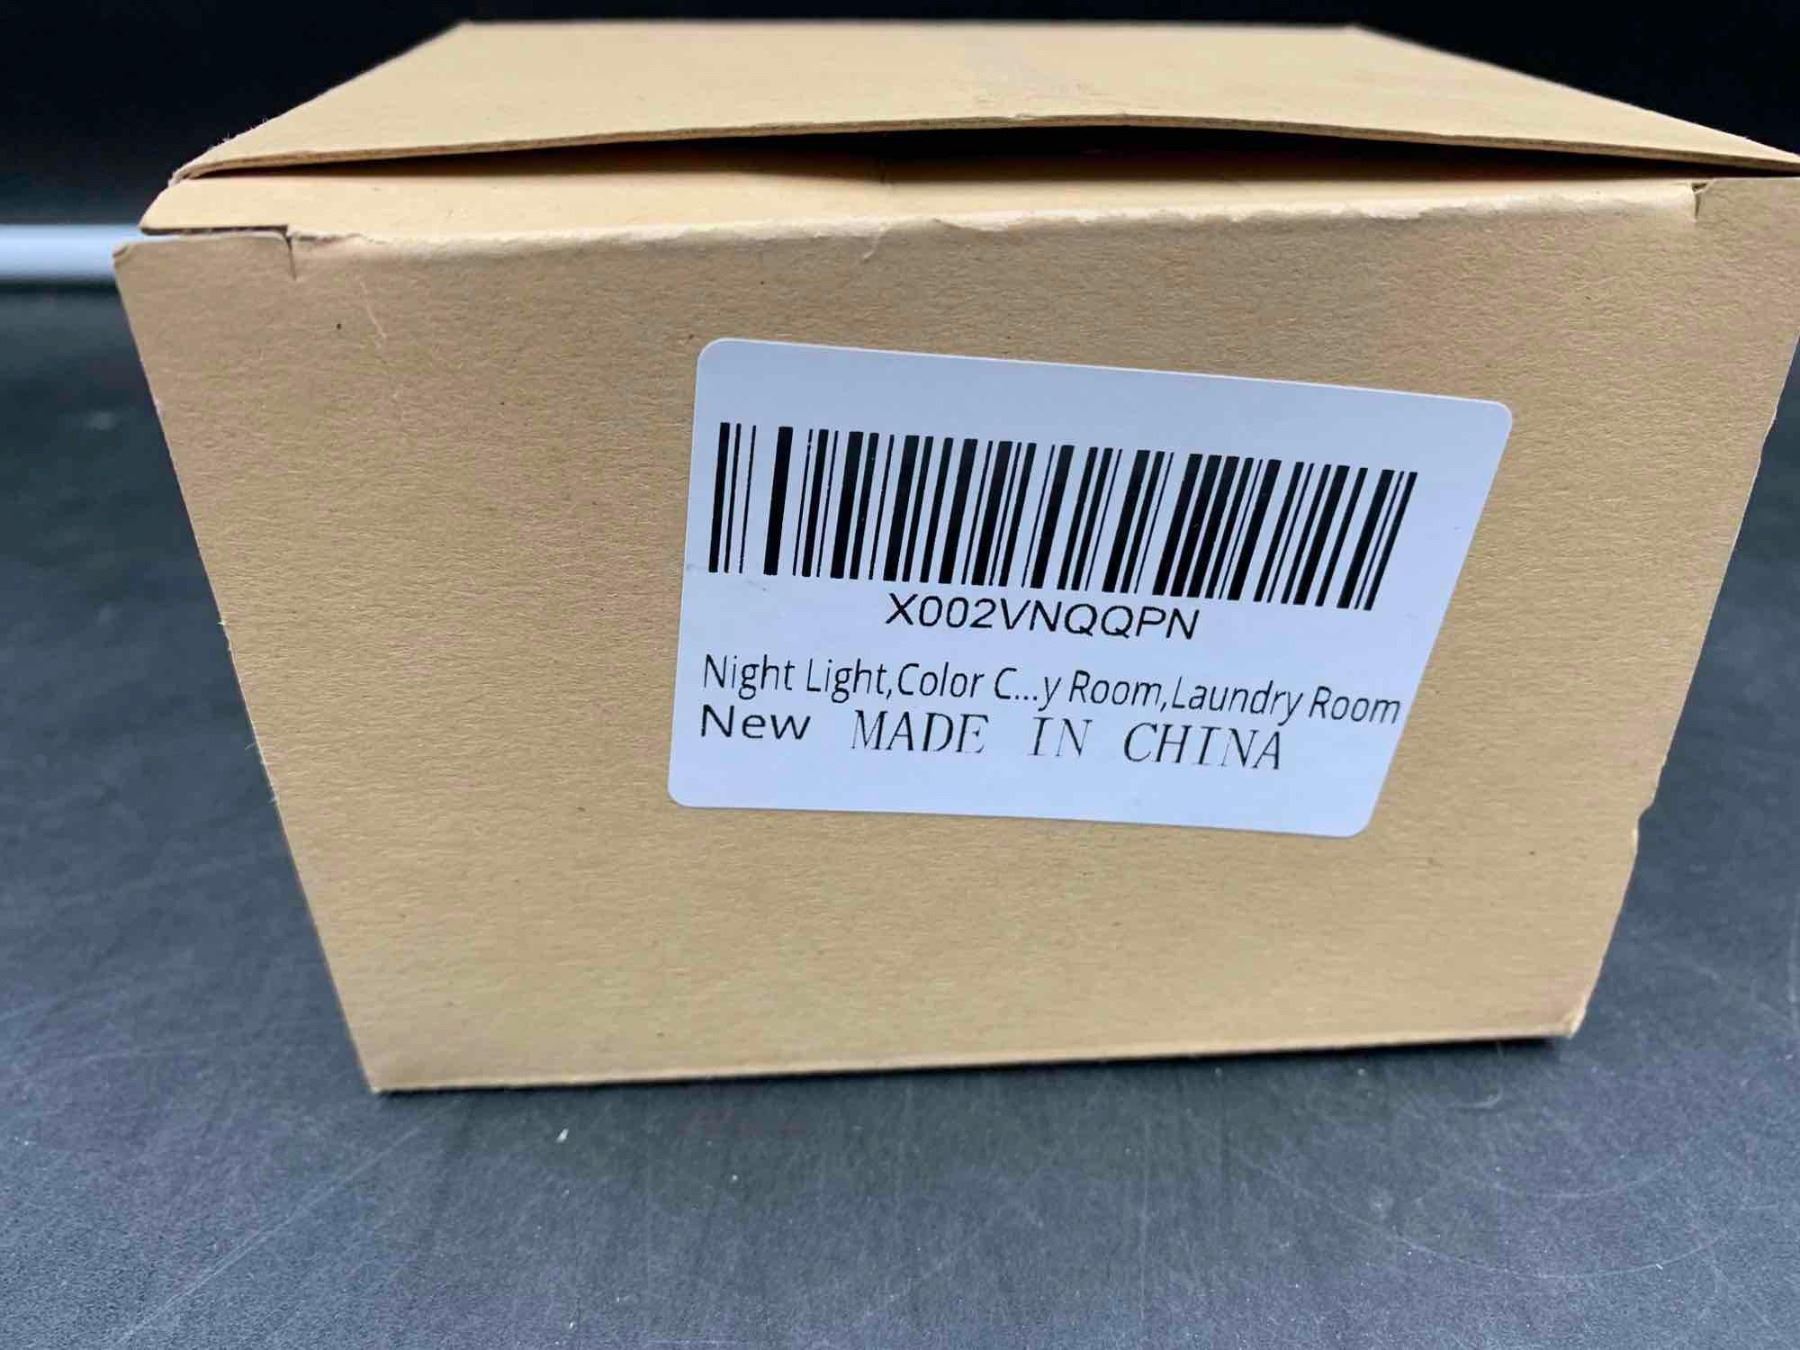 X002VNQQPN
Night Light,Color C...y Room,Laundry Room
New MADE IN CHINA